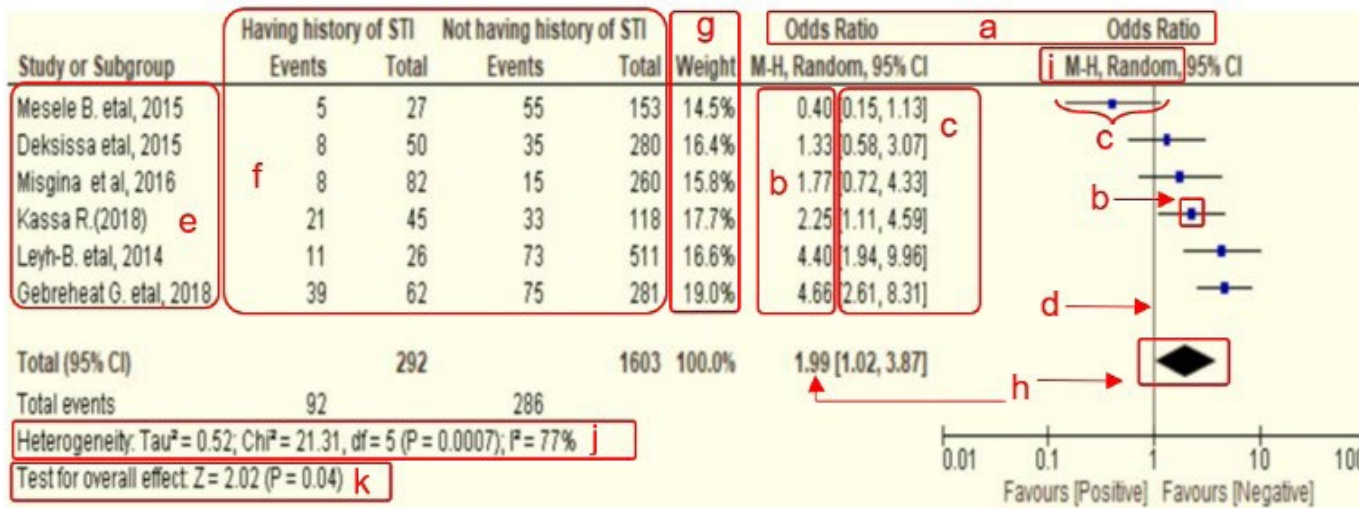 Having history of STI Not having history of STI g Odds Ratio a Odds Ratio
Study or Subgroup Events Total Events Total Weight M-H, Random, 95% CI i M-H, Random, 95% CI
Mesele B. etal, 2015 5 27 55 153 14.5% 0.40 [0.15, 1.13] c
Deksissa etal, 2015 8 50 35 280 16.4% 1.33 [0.58, 3.07] c
Misgina et al, 2016 f 8 82 15 260 15.8% b 1.77 [0.72, 4.33]
Kassa R.(2018) e 21 45 33 118 17.7% 2.25 [1.11, 4.59] b
Leyh-B. etal, 2014 11 26 73 511 16.6% 4.40 [1.94, 9.96]
Gebreheat G. etal, 2018 39 62 75 281 19.0% 4.66 [2.61, 8.31]
d
Total (95% CI) 292 1603 100.0% 1.99 [1.02, 3.87] h
Total events 92 286
Heterogeneity: Tau² = 0.52; Chi² = 21.31, df = 5 (P = 0.0007); I² = 77% j
Test for overall effect: Z = 2.02 (P = 0.04) k
0.01 0.1 1 10 100
Favours [Positive] Favours [Negative]